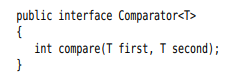 public interface Comparator<T>
{
int compare(T first, T second);
}